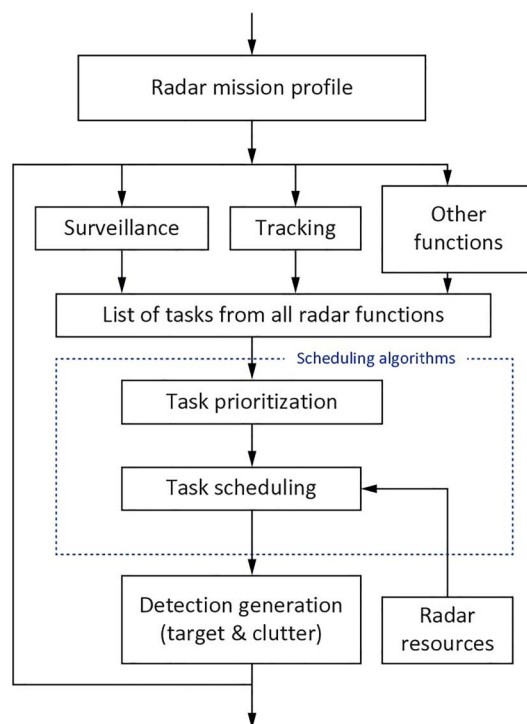 Radar mission profile
Surveillance
Tracking
Other
functions
List of tasks from all radar functions
Scheduling algorithms
Task prioritization
Task scheduling
Detection generation
(target & clutter)
Radar
resources